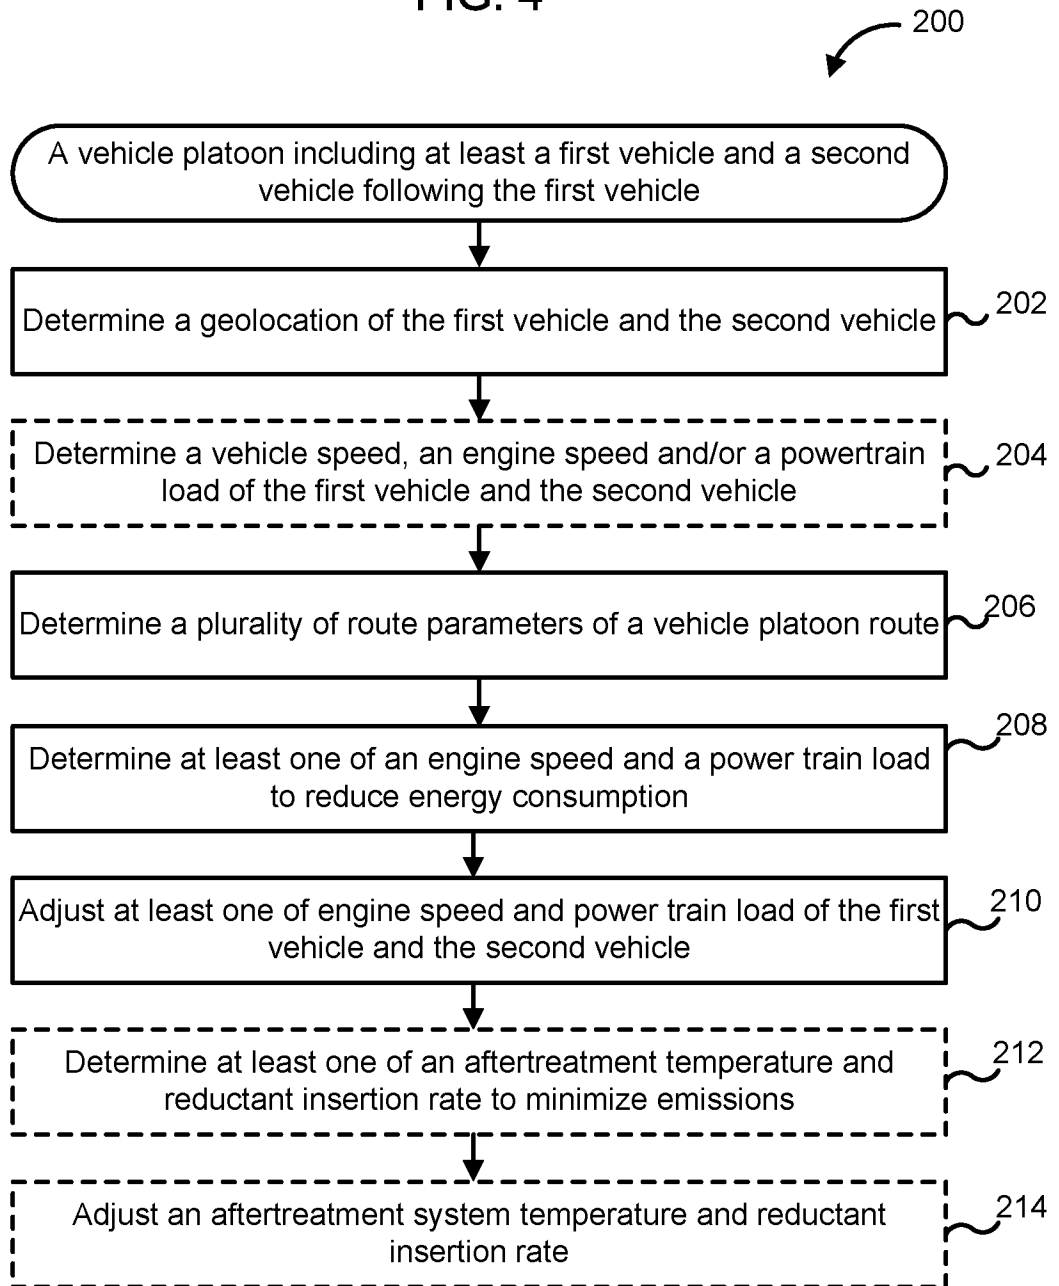 FIG. 4
200
A vehicle platoon including at least a first vehicle and a second
vehicle following the first vehicle
Determine a geolocation of the first vehicle and the second vehicle
202
Determine a vehicle speed, an engine speed and/or a powertrain
load of the first vehicle and the second vehicle
204
Determine a plurality of route parameters of a vehicle platoon route
206
Determine at least one of an engine speed and a power train load
to reduce energy consumption
208
Adjust at least one of engine speed and power train load of the first
vehicle and the second vehicle
210
Determine at least one of an aftertreatment temperature and
reductant insertion rate to minimize emissions
212
Adjust an aftertreatment system temperature and reductant
insertion rate
214